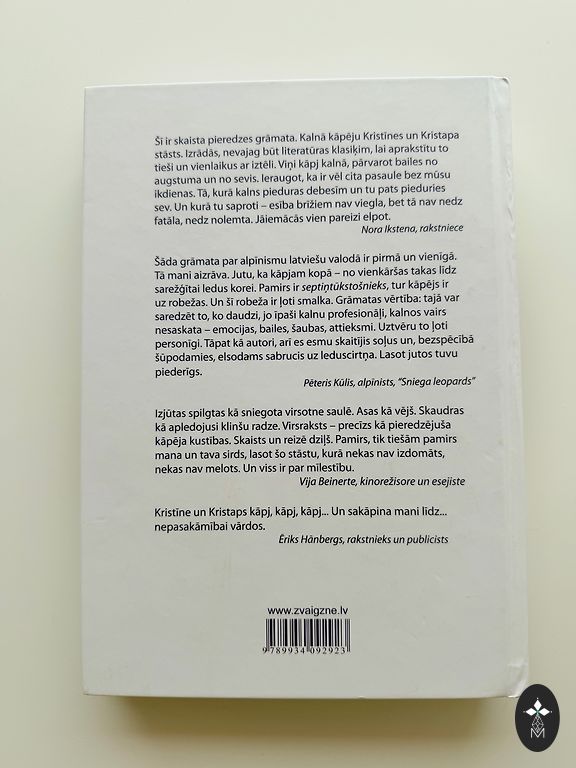 Šī ir skaista pieredzes grāmata. Kalnā kāpēju Kristīnes un Kristapa
stāsts. Izrādās, nevajag būt literatūras klasiķim, lai aprakstītu to
tieši un vienlaikus ar iztēli. Viņi kāpj kalnā, pārvarot bailes no
augstuma un no sevis. Ieraugot, ka ir vēl cita pasaule bez mūsu
ikdienas. Tā, kurā kalns pieduras debesīm un tu pats pieduries
sev. Un kurā tu saproti – esība brīžiem nav viegla, bet tā nav nedz
fatāla, nedz nolemta. Jāiemācās vien pareizi elpot.
Nora Ikstena, rakstniece
Šāda grāmata par alpīnismu latviešu valodā ir pirmā un vienīgā.
Tā mani aizrāva. Jutu, ka kāpjam kopā – no vienkāršas takas līdz
sarežģītai ledus korei. Pamirs ir septiņtūkstošnieks, tur kāpējs ir
uz robežas. Un šī robeža ir ļoti smalka. Grāmatas vērtība: tajā var
saredzēt to, ko daudzi, jo īpaši kalnu profesionāļi, kalnos vairs
nesaskata – emocijas, bailes, šaubas, attieksmi. Uztvēru to ļoti
personīgi. Tāpat kā autori, arī es esmu skaitījis soļus un, bezspēcībā
šūpodamies, elsodams sabrucis uz leduscirtņa. Lasot jutos tuvu
piederīgs.
Pēteris Kūlis, alpīnists, “Sniega leopards”
Izjūtas spilgtas kā sniegota virsotne saulē. Asas kā vējš. Skaudras
kā apledojusi klinšu radze. Virsraksts – precīzs kā pieredzējuša
kāpēja kustības. Skaists un reizē dziļš. Pamirs, tik tiešām pamirs
mana un tava sirds, lasot šo stāstu, kurā nekas nav izdomāts,
nekas nav melots. Un viss ir par mīlestību.
Vija Beinerte, kinorežisore un esejiste
Kristīne un Kristaps kāpj, kāpj, kāpj... Un sakāpina mani līdz...
nepasakāmībai vārdos.
Ēriks Hānbergs, rakstnieks un publicists
www.zvaigzne.lv
9 789934 092923